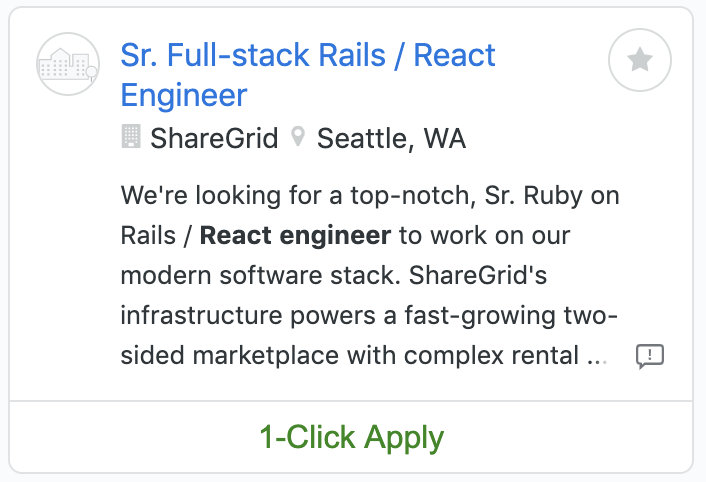 Sr. Full-stack Rails / React
Engineer
ShareGrid Seattle, WA
We're looking for a top-notch, Sr. Ruby on
Rails / React engineer to work on our
modern software stack. ShareGrid's
infrastructure powers a fast-growing two-
sided marketplace with complex rental ...
1-Click Apply